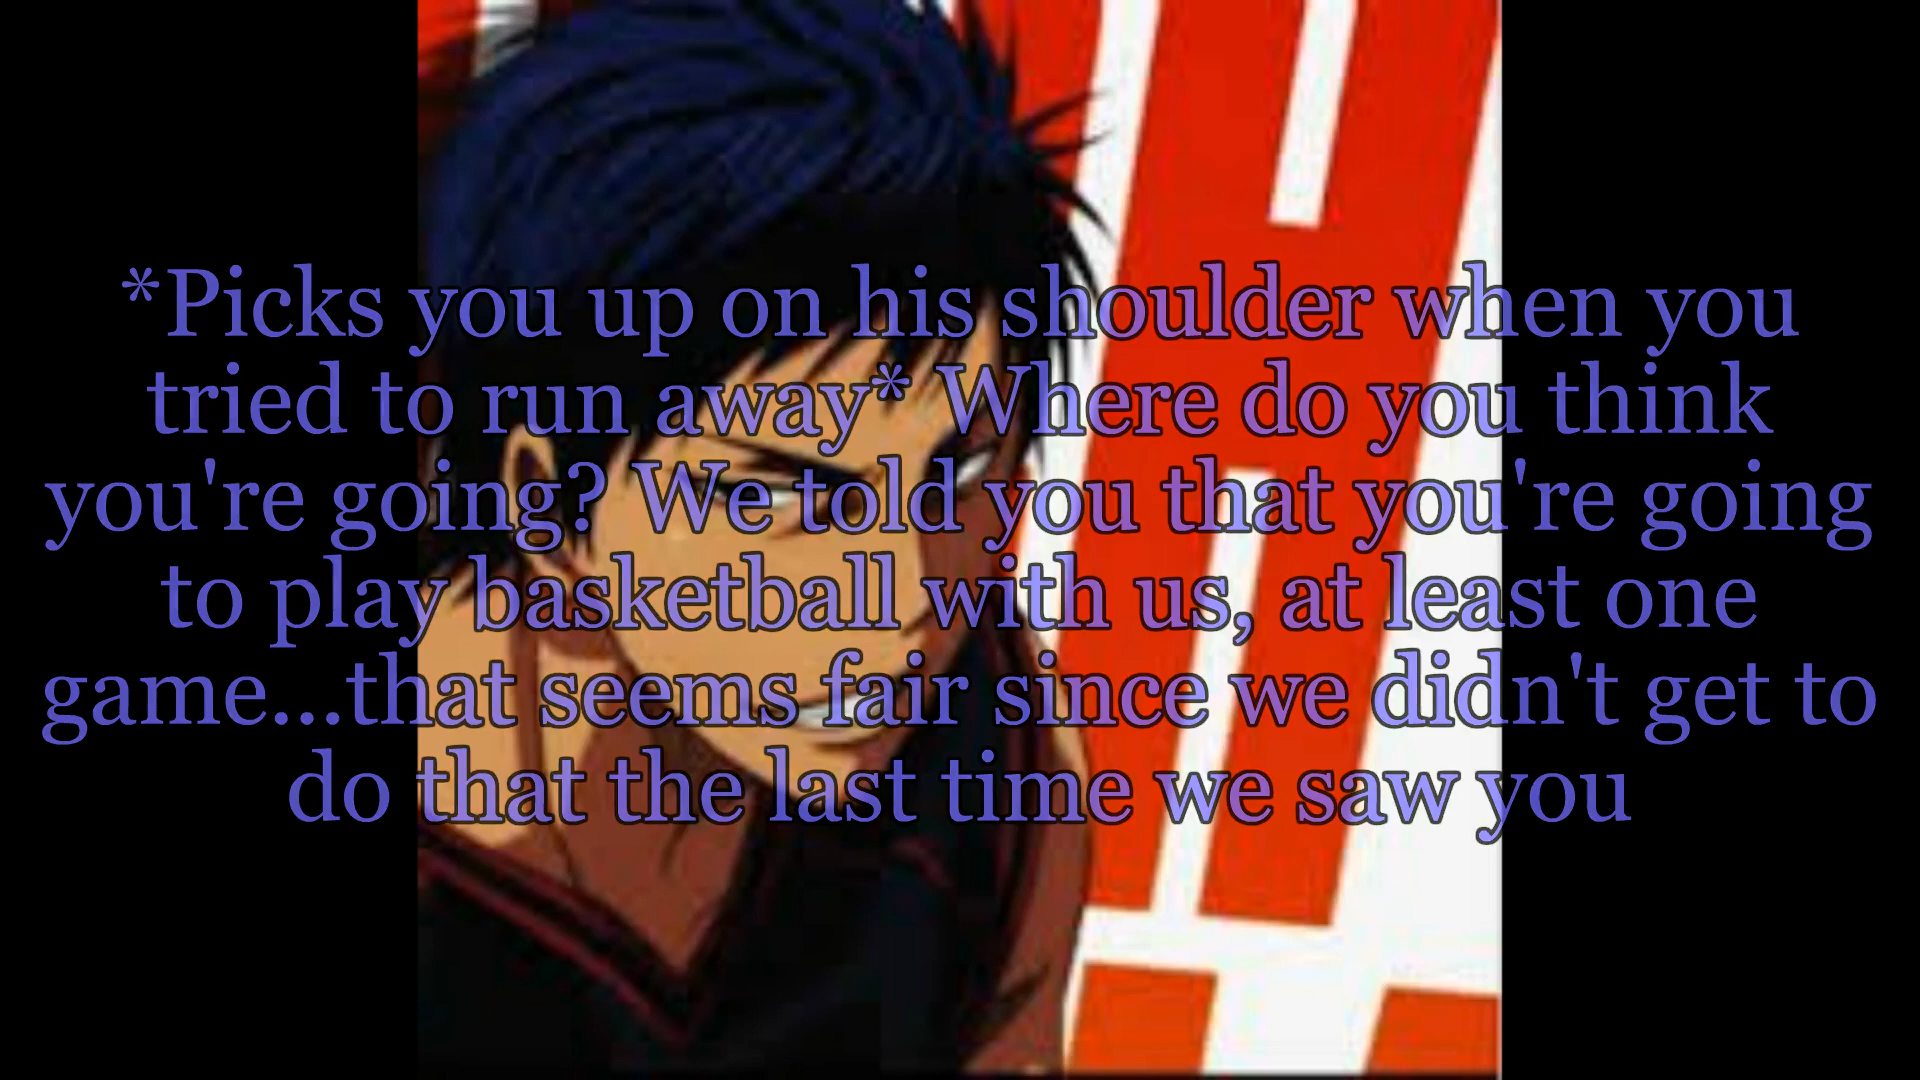 *Picks you up on his shoulder when you
tried to run away* Where do you think
you're going? We told you that you're going
to play basketball with us, at least one
game...that seems fair since we didn't get to
do that the last time we saw you